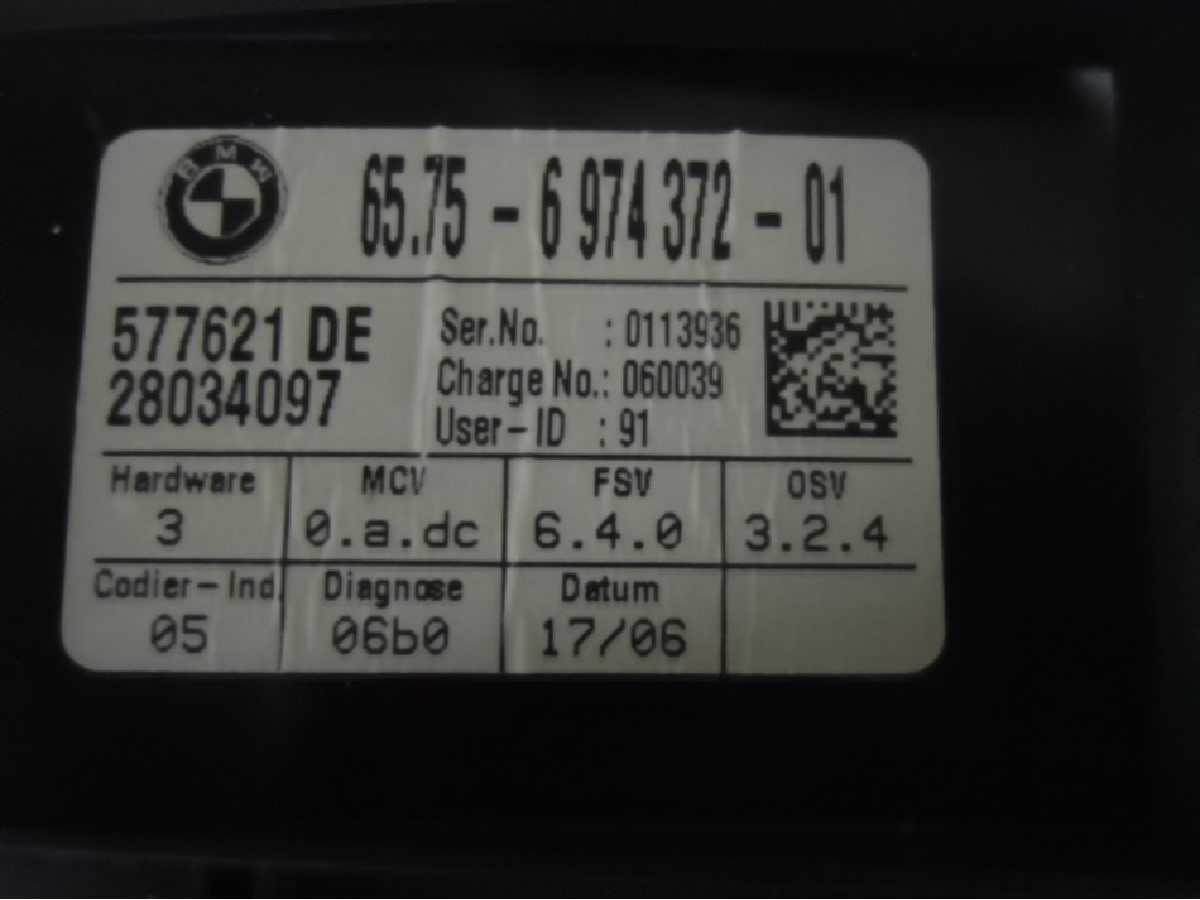 BMW
65.75 - 6 974 372 - 01
577621 DE
28034097
Ser.No. : 0113936
Charge No.: 060039
User-ID : 91
Hardware MCV FSV OSV
3 0.a.dc 6.4.0 3.2.4
Codier-Ind. Diagnose Datum
05 06b0 17/06